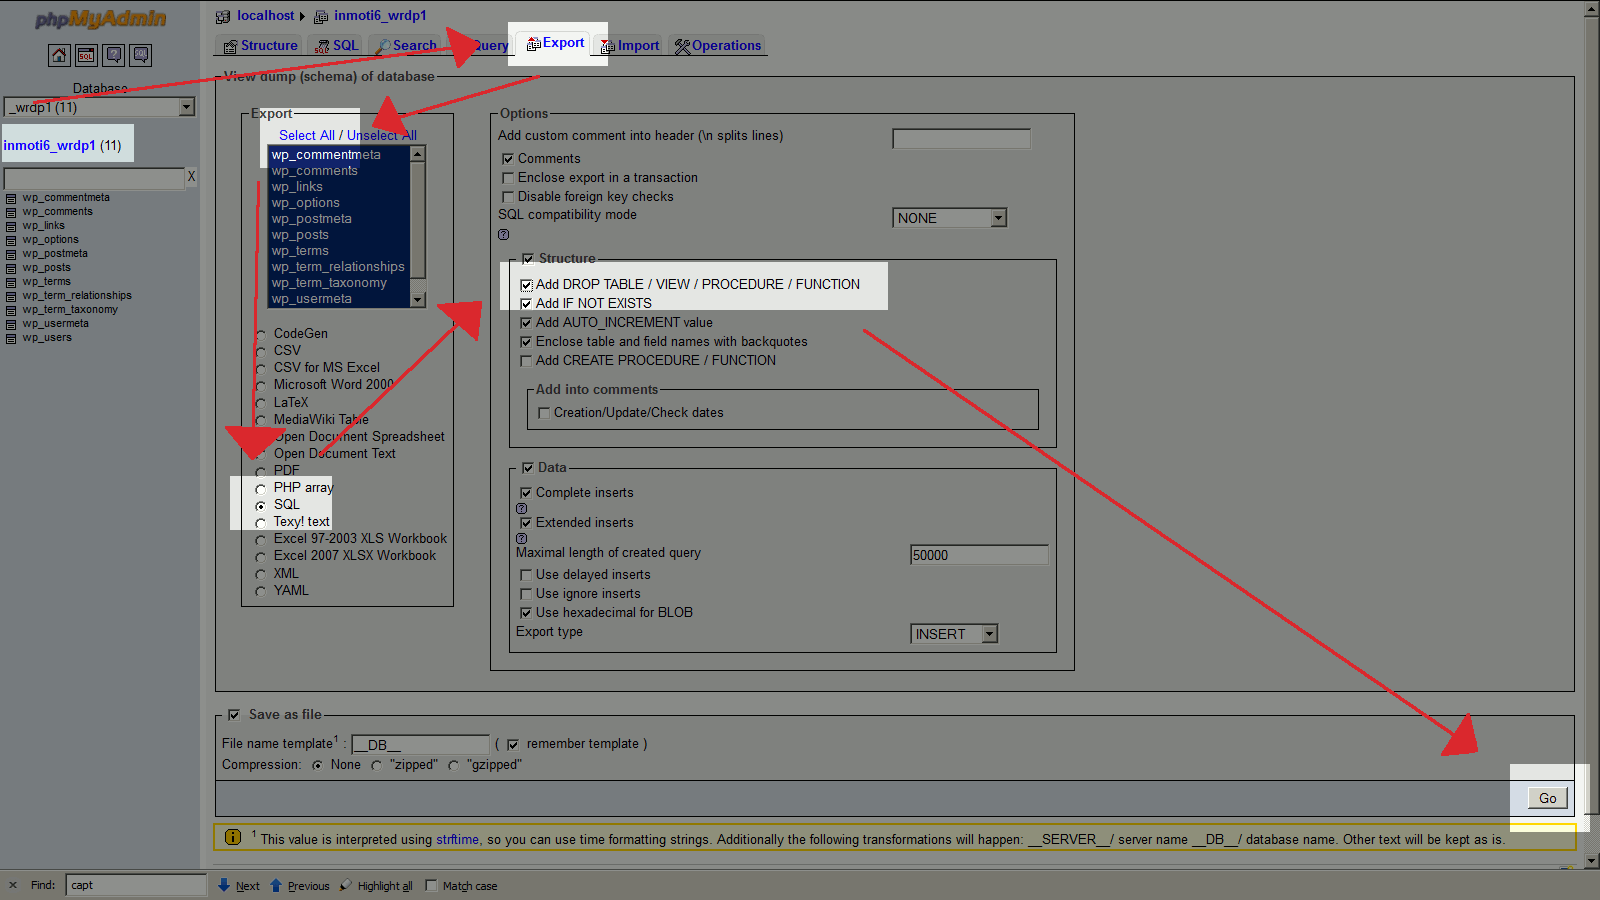 phpMyAdmin
Database
_wrdp1 (11)
inmoti6_wrdp1 (11)
X
wp_commentmeta
wp_comments
wp_links
wp_options
wp_postmeta
wp_posts
wp_terms
wp_term_relationships
wp_term_taxonomy
wp_usermeta
wp_users
localhost inmoti6_wrdp1
Structure SQL Search Query Export Import Operations
View dump (schema) of database
Export
Select All / Unselect All
wp_commentmeta
wp_comments
wp_links
wp_options
wp_postmeta
wp_posts
wp_terms
wp_term_relationships
wp_term_taxonomy
wp_usermeta
CodeGen
CSV
CSV for MS Excel
Microsoft Word 2000
LaTeX
MediaWiki Table
Open Document Spreadsheet
Open Document Text
PDF
PHP array
SQL
Texy! text
Excel 97-2003 XLS Workbook
Excel 2007 XLSX Workbook
XML
YAML
Options
Add custom comment into header (\n splits lines)
Comments
Enclose export in a transaction
Disable foreign key checks
SQL compatibility mode NONE
?
Structure
Add DROP TABLE / VIEW / PROCEDURE / FUNCTION
Add IF NOT EXISTS
Add AUTO_INCREMENT value
Enclose table and field names with backquotes
Add CREATE PROCEDURE / FUNCTION
Add into comments
Creation/Update/Check dates
Data
Complete inserts
?
Extended inserts
?
Maximal length of created query 50000
Use delayed inserts
Use ignore inserts
Use hexadecimal for BLOB
Export type INSERT
Save as file
File name template1 : __DB__ ( remember template )
Compression: None "zipped" "gzipped"
Go
1 This value is interpreted using strftime, so you can use time formatting strings. Additionally the following transformations will happen: __SERVER__/ server name __DB__/ database name. Other text will be kept as is.
× Find: capt Next Previous Highlight all Match case